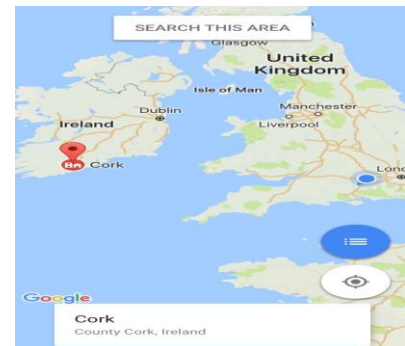 SEARCH THIS AREA
Glasgow
United
Kingdom
Isle of Man
Dublin
Manchester
Ireland
Liverpool
Cork
Lond
Google
Cork
County Cork, Ireland